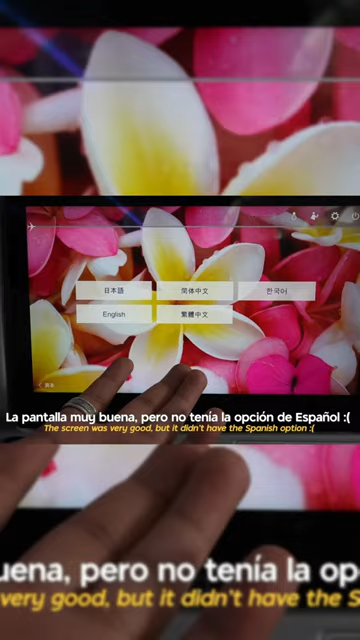 日本語
简体中文
한국어
English
繁體中文
La pantalla muy buena, pero no tenía la opción de Español :(
The screen was very good, but it didn't have the Spanish option :(
uena, pero no tenía la op
very good, but it didn't have the S